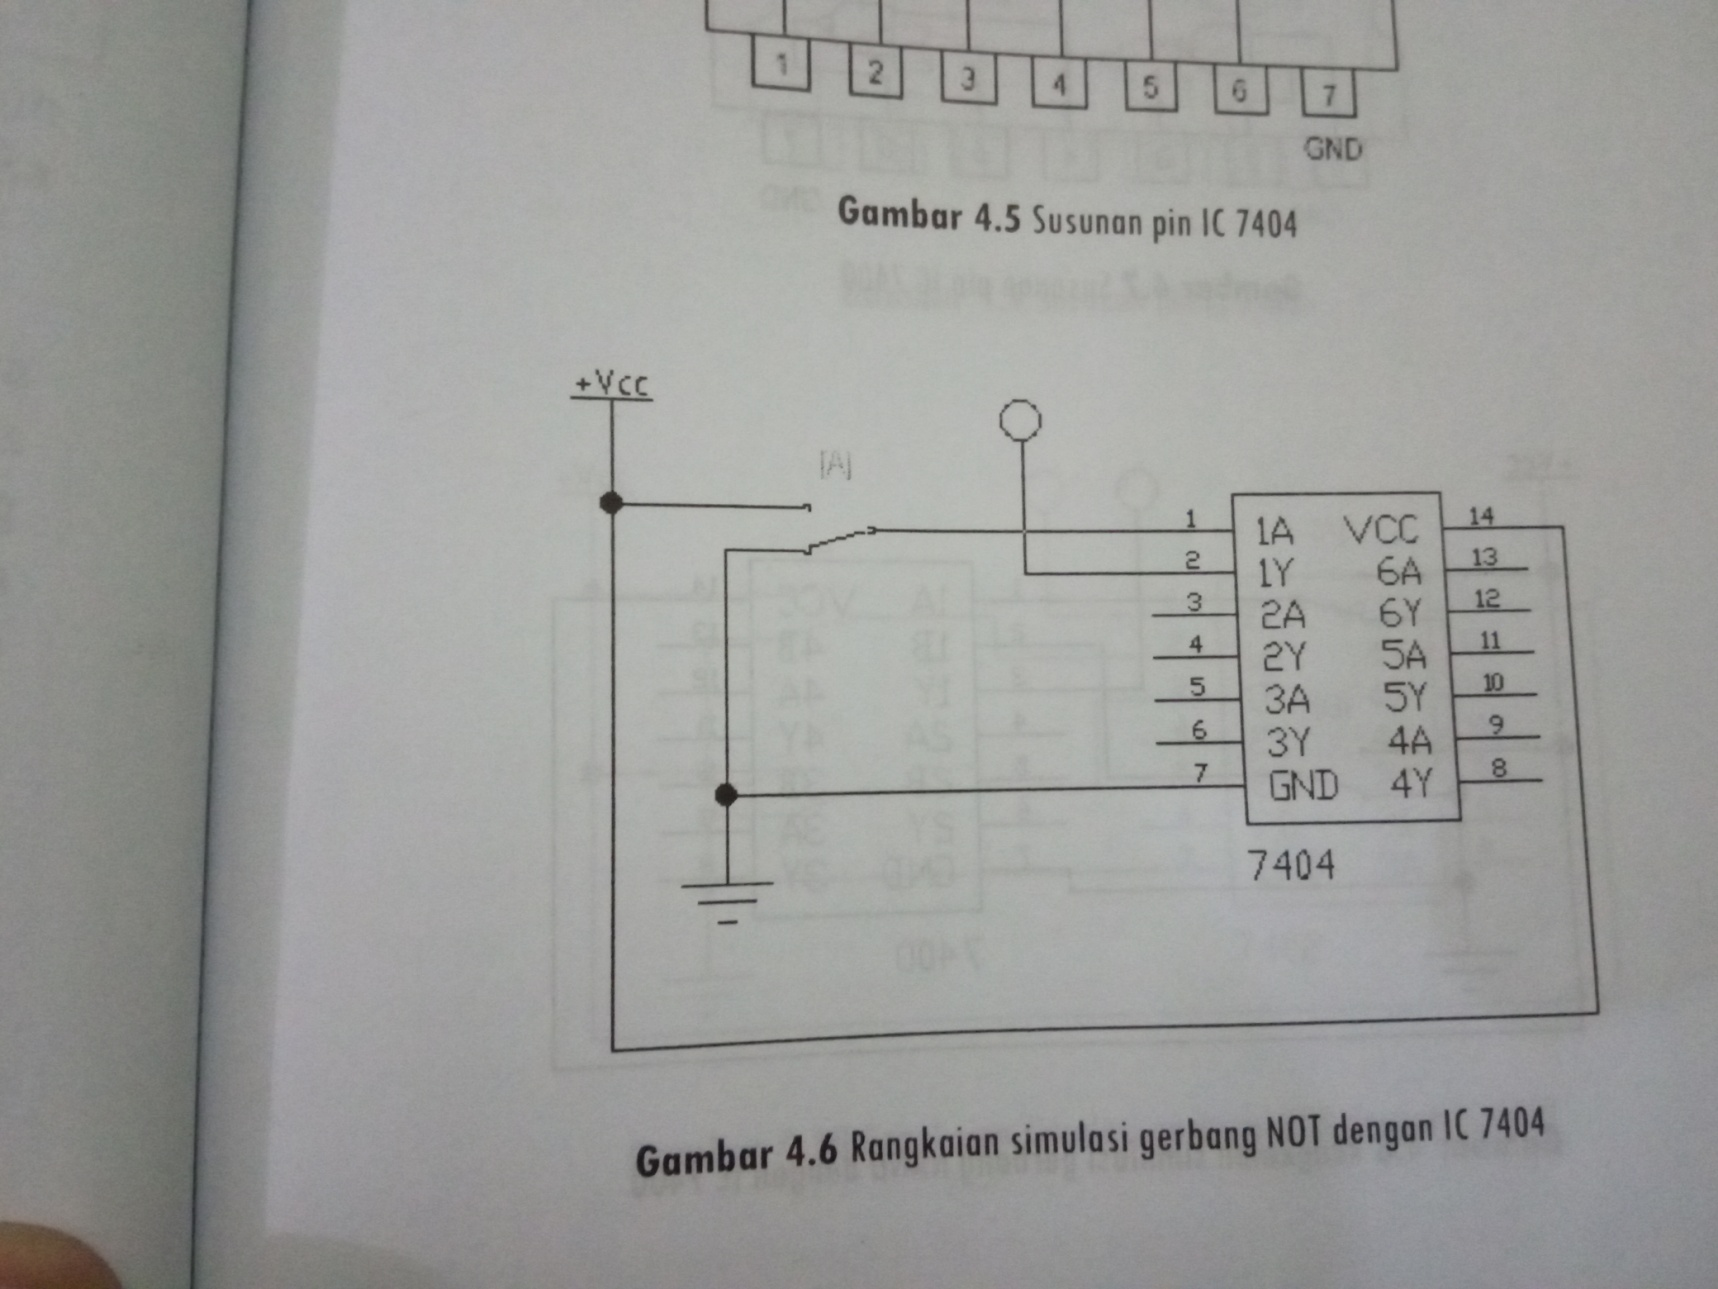 1 2 3 4 5 6 7
GND
Gambar 4.5 Susunan pin IC 7404
+Vcc
[A]
1 1A VCC 14
2 1Y 6A 13
3 2A 6Y 12
4 2Y 5A 11
5 3A 5Y 10
6 3Y 4A 9
7 GND 4Y 8
7404
Gambar 4.6 Rangkaian simulasi gerbang NOT dengan IC 7404